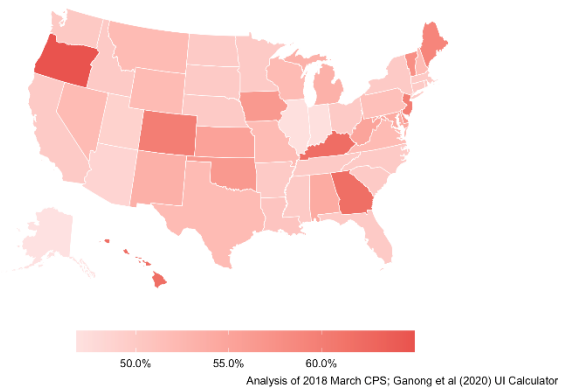 50.0% 55.0% 60.0%
Analysis of 2018 March CPS; Ganong et al (2020) UI Calculator